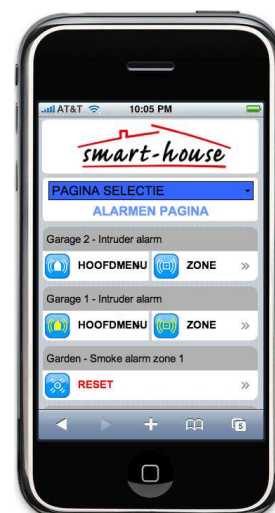 AT&T 10:05 PM
smart-house
PAGINA SELECTIE
ALARMEN PAGINA
Garage 2 - Intruder alarm
HOOFDMENU ZONE »
Garage 1 - Intruder alarm
HOOFDMENU ZONE »
Garden - Smoke alarm zone 1
RESET »
5